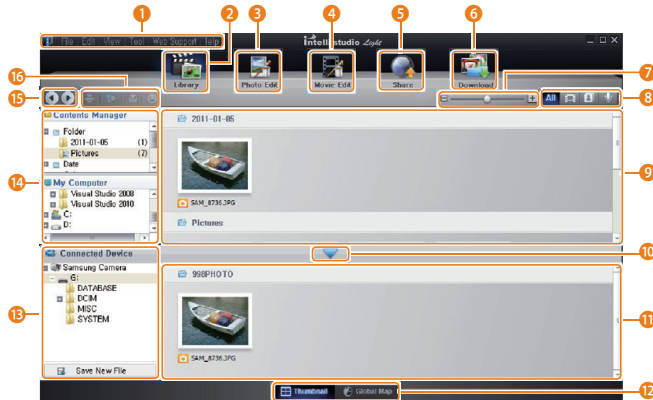 1
2
3
4
5
6
File Edit View Tool Web Support Help
Intelli-studio Light
16
7
Library
Photo Edit
Movie Edit
Share
Download
15
All
8
Contents Manager
Folder
2011-01-05 (1)
Pictures (7)
Date
14
My Computer
Visual Studio 2008
Visual Studio 2010
C:
D:
2011-01-05
SAM_8736.JPG
Pictures
9
10
Connected Device
Samsung Camera
G:
DATABASE
DCIM
MISC
SYSTEM
13
Save New File
998PHOTO
SAM_8736.JPG
11
Thumbnail
Global Map
12